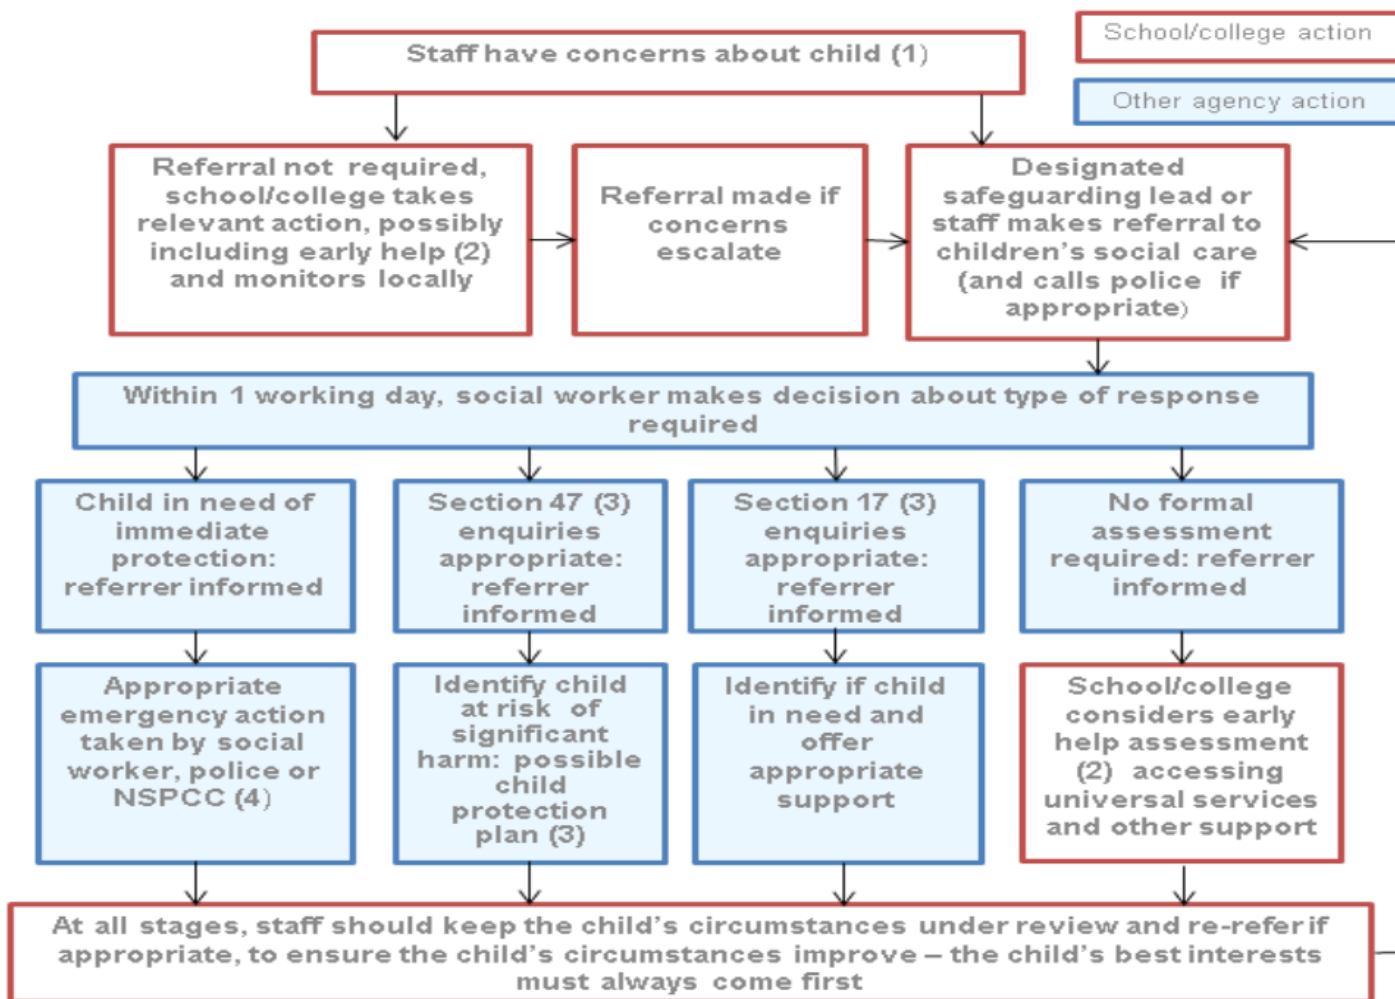 School/college action
Staff have concerns about child (1)
Other agency action
Referral not required,
school/college takes
relevant action, possibly
including early help (2)
and monitors locally
Referral made if
concerns
escalate
Designated
safeguarding lead or
staff makes referral to
children’s social care
(and calls police if
appropriate)
Within 1 working day, social worker makes decision about type of response
required
Child in need of
immediate
protection:
referrer informed
Section 47 (3)
enquiries
appropriate:
referrer
informed
Section 17 (3)
enquiries
appropriate:
referrer
informed
No formal
assessment
required: referrer
informed
Appropriate
emergency action
taken by social
worker, police or
NSPCC (4)
Identify child
at risk of
significant
harm: possible
child
protection
plan (3)
Identify if child
in need and
offer
appropriate
support
School/college
considers early
help assessment
(2) accessing
universal services
and other support
At all stages, staff should keep the child’s circumstances under review and re-refer if
appropriate, to ensure the child’s circumstances improve – the child’s best interests
must always come first